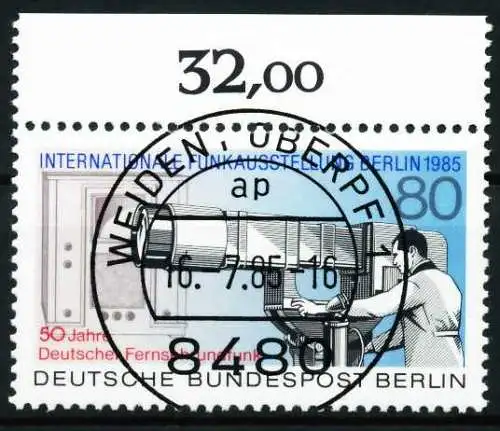 32,00
INTERNATIONALE FUNKAUSSTELLUNG BERLIN 1985
80
WEIDEN, OBERPF 1
ap
16. 7.85-16
8480
50 Jahre
Deutscher Fernsehrundfunk
DEUTSCHE BUNDESPOST BERLIN